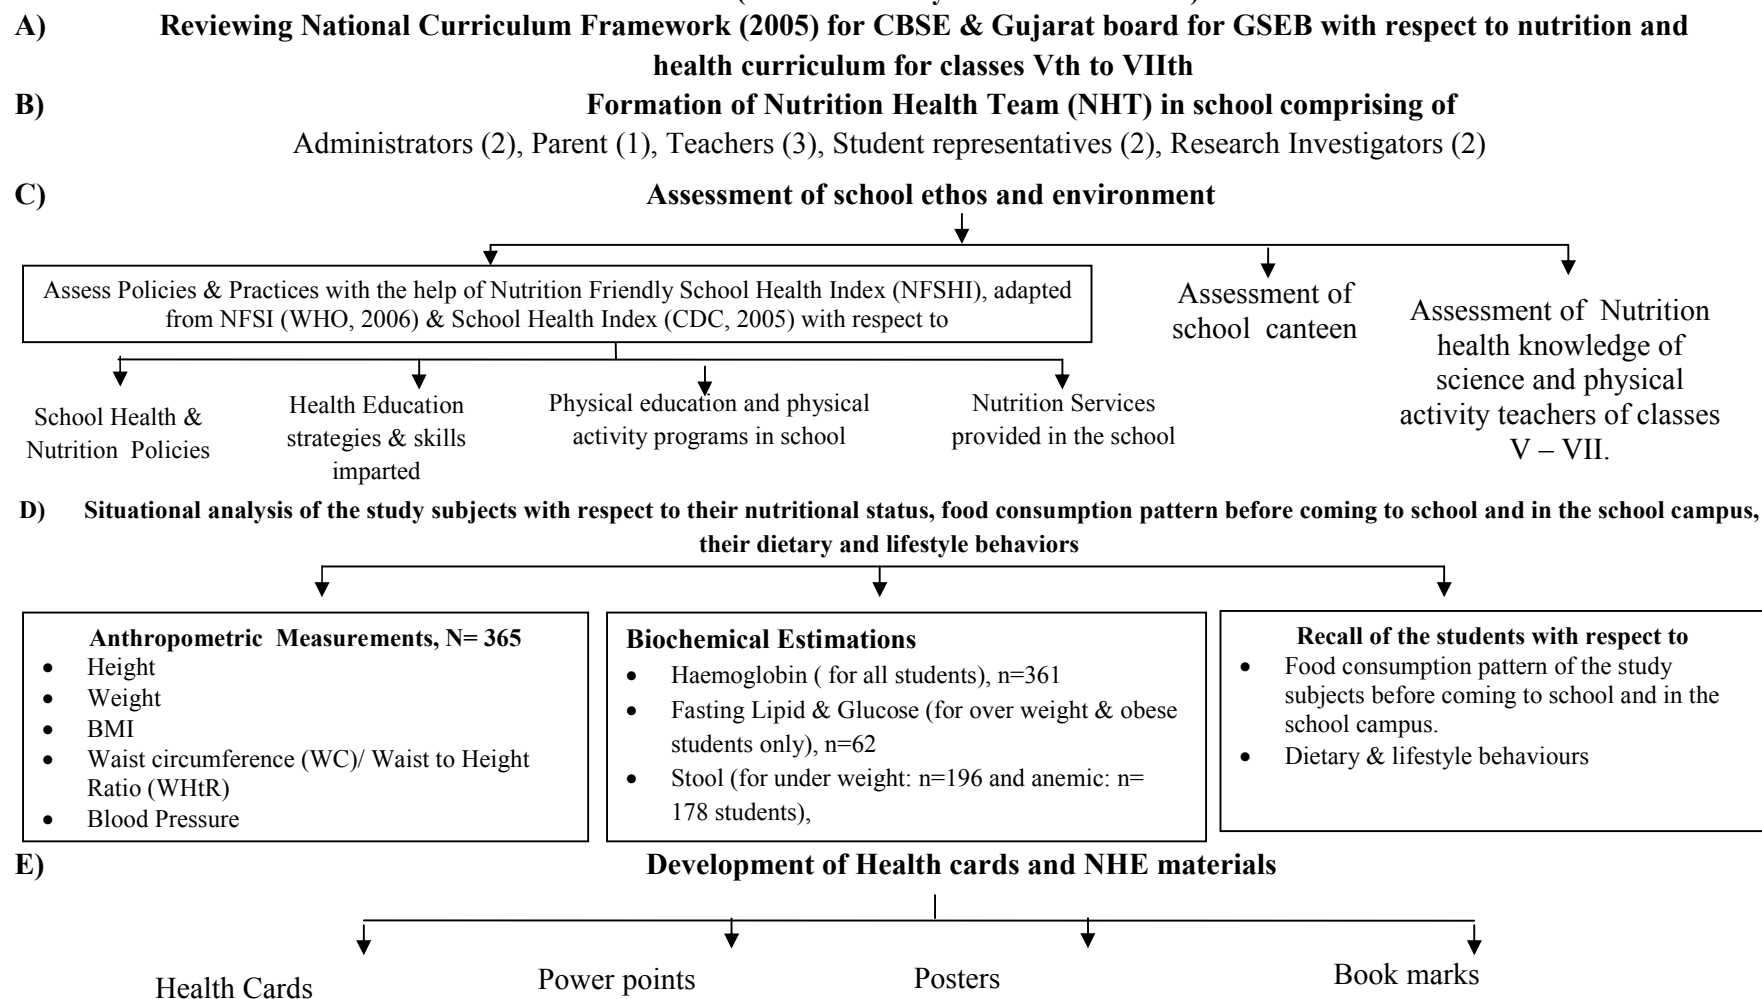 A) Reviewing National Curriculum Framework (2005) for CBSE & Gujarat board for GSEB with respect to nutrition and
health curriculum for classes Vth to VIIth
B) Formation of Nutrition Health Team (NHT) in school comprising of
Administrators (2), Parent (1), Teachers (3), Student representatives (2), Research Investigators (2)
C) Assessment of school ethos and environment
Assess Policies & Practices with the help of Nutrition Friendly School Health Index (NFSHI), adapted
from NFSI (WHO, 2006) & School Health Index (CDC, 2005) with respect to
Assessment of
school canteen
Assessment of Nutrition
health knowledge of
science and physical
activity teachers of classes
V – VII.
School Health &
Nutrition Policies
Health Education
strategies & skills
imparted
Physical education and physical
activity programs in school
Nutrition Services
provided in the school
D) Situational analysis of the study subjects with respect to their nutritional status, food consumption pattern before coming to school and in the school campus,
their dietary and lifestyle behaviors
Anthropometric Measurements, N= 365
• Height
• Weight
• BMI
• Waist circumference (WC)/ Waist to Height
Ratio (WHtR)
• Blood Pressure
Biochemical Estimations
• Haemoglobin ( for all students), n=361
• Fasting Lipid & Glucose (for over weight & obese
students only), n=62
• Stool (for under weight: n=196 and anemic: n=
178 students),
Recall of the students with respect to
• Food consumption pattern of the study
subjects before coming to school and in the
school campus.
• Dietary & lifestyle behaviours
E) Development of Health cards and NHE materials
Health Cards
Power points
Posters
Book marks